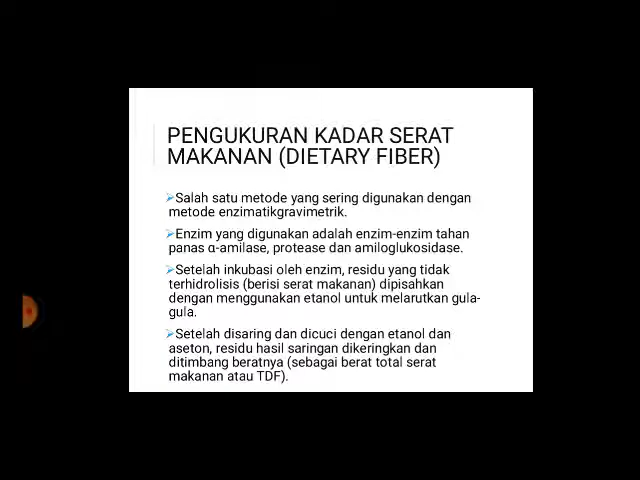 PENGUKURAN KADAR SERAT
MAKANAN (DIETARY FIBER)
➢Salah satu metode yang sering digunakan dengan
metode enzimatikgravimetrik.
➢Enzim yang digunakan adalah enzim-enzim tahan
panas α-amilase, protease dan amiloglukosidase.
➢Setelah inkubasi oleh enzim, residu yang tidak
terhidrolisis (berisi serat makanan) dipisahkan
dengan menggunakan etanol untuk melarutkan gula-
gula.
➢Setelah disaring dan dicuci dengan etanol dan
aseton, residu hasil saringan dikeringkan dan
ditimbang beratnya (sebagai berat total serat
makanan atau TDF).